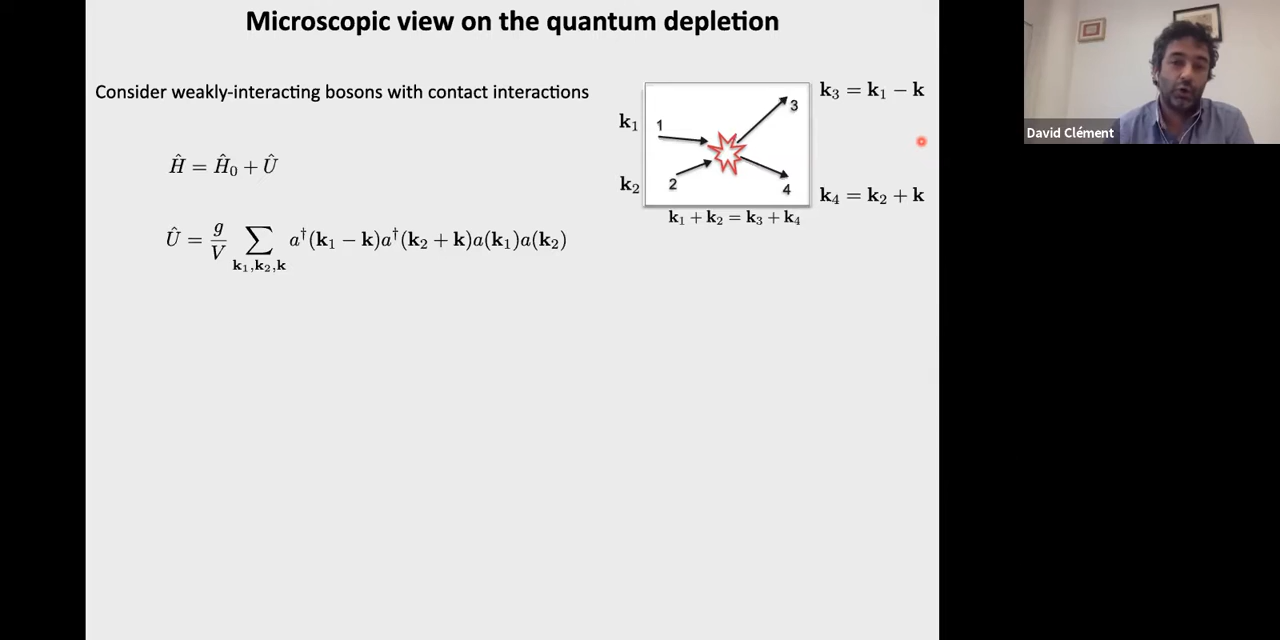 Microscopic view on the quantum depletion
Consider weakly-interacting bosons with contact interactions
Ĥ = Ĥ₀ + Û
Û = g/V ∑ a†(k₁ − k)a†(k₂ + k)a(k₁)a(k₂)
k₁,k₂,k
k₁
k₂
1
2
3
4
k₁ + k₂ = k₃ + k₄
k₃ = k₁ − k
k₄ = k₂ + k
David Clément